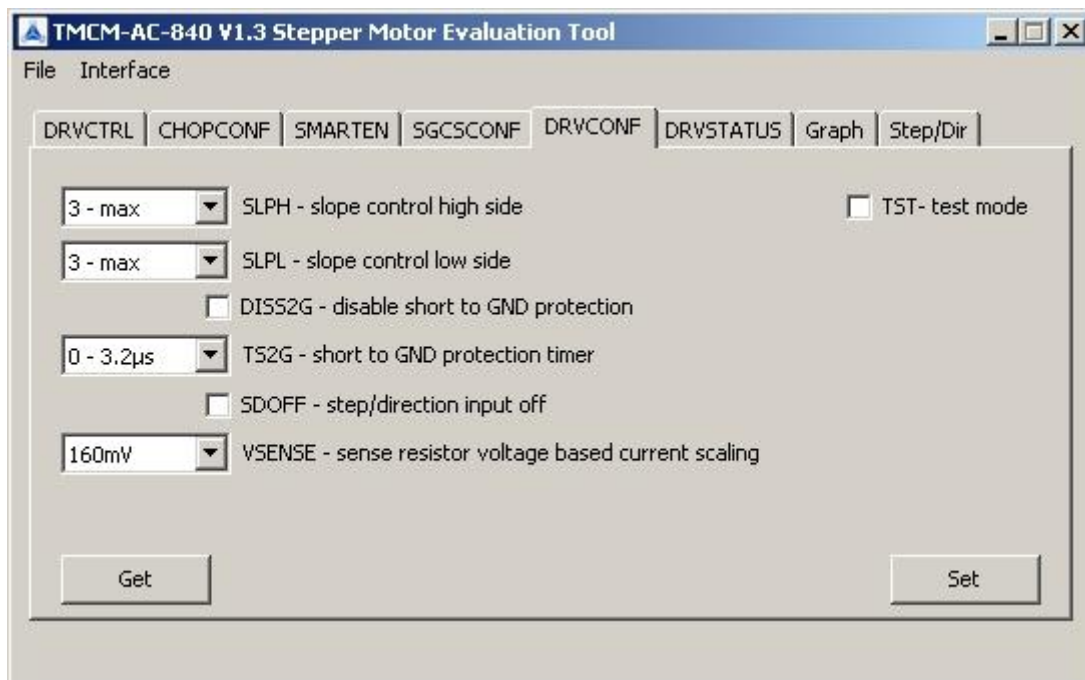 TMCM-AC-840 V1.3 Stepper Motor Evaluation Tool
File Interface
DRVCTRL CHOPCONF SMARTEN SGCSCONF DRVCONF DRVSTATUS Graph Step/Dir
3 - max SLPH - slope control high side TST- test mode
3 - max SLPL - slope control low side
DISS2G - disable short to GND protection
0 - 3.2µs TS2G - short to GND protection timer
SDOFF - step/direction input off
160mV VSENSE - sense resistor voltage based current scaling
Get Set